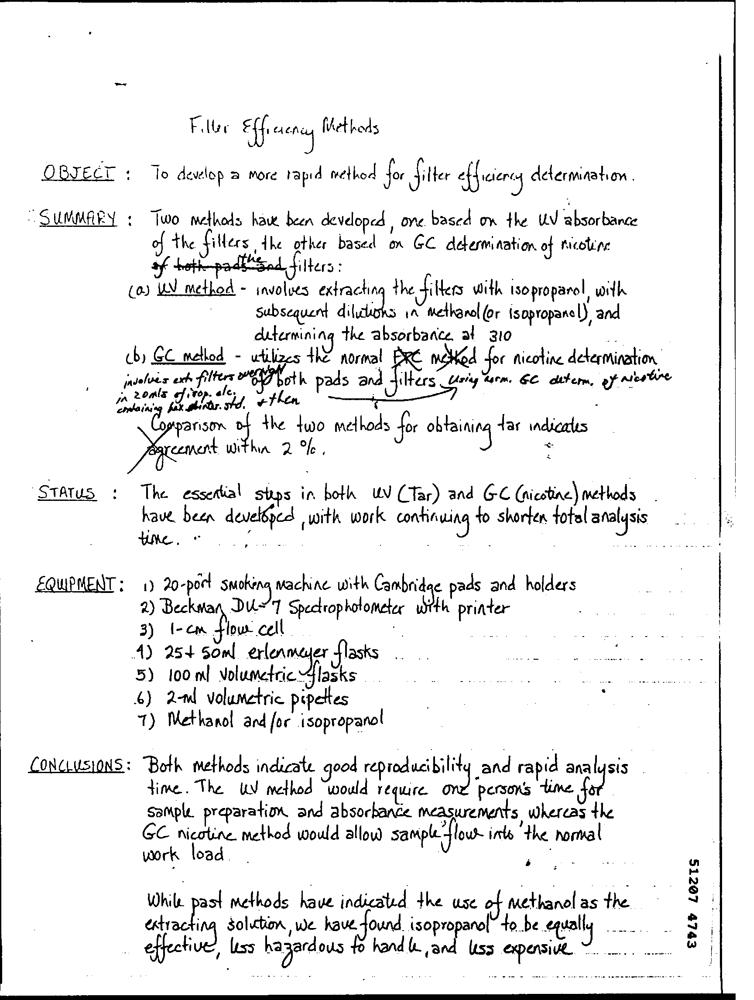 Filter Efficiency Methods
OBJECT : To develop a more rapid method for filter efficiency determination.
SUMMARY : Two methods have been developed, one based on the UV absorbance
of the filters, the other based on GC determination of nicotine
of both pads and the filters:
(a) UV method - involves extracting the filters with isopropanol, with
subsequent dilutions in methanol (or isopropanol), and
determining the absorbance at 310
(b) GC method - utilizes the normal method for nicotine determination
involves ext. filters of both pads and filters using norm. GC determ. of nicotine
in 20 mls of isop. alc. & then
containing std.
Comparison of the two methods for obtaining tar indicates
agreement within 2 %.
STATUS : The essential steps in both UV (Tar) and GC (nicotine) methods
have been developed, with work continuing to shorten total analysis
time.
EQUIPMENT : 1) 20-port smoking machine with Cambridge pads and holders
2) Beckman DU-7 Spectrophotometer with printer
3) 1-cm flow cell
4) 25 + 50 ml erlenmeyer flasks
5) 100 ml volumetric flasks
6) 2-ml volumetric pipettes
7) Methanol and/or isopropanol
CONCLUSIONS : Both methods indicate good reproducibility and rapid analysis
time. The UV method would require one person's time for
sample preparation and absorbance measurements, whereas the
GC nicotine method would allow sample flow into the normal
work load
While past methods have indicated the use of methanol as the
extracting solution, we have found isopropanol to be equally
effective, less hazardous to handle, and less expensive
51207 4743